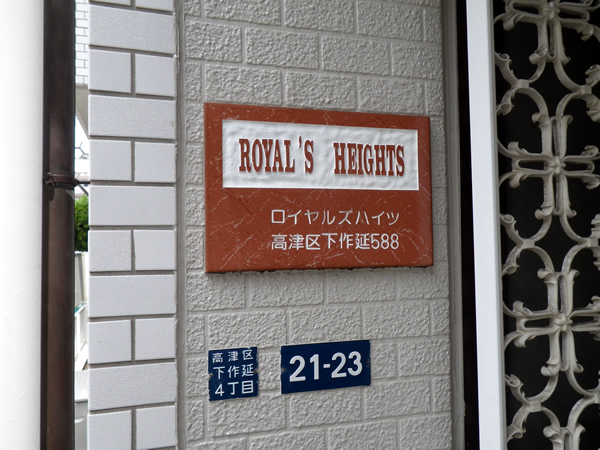 ROYAL'S HEIGHTS
ロイヤルズハイツ
高津区下作延588
高津区
下作延
4丁目
21-23